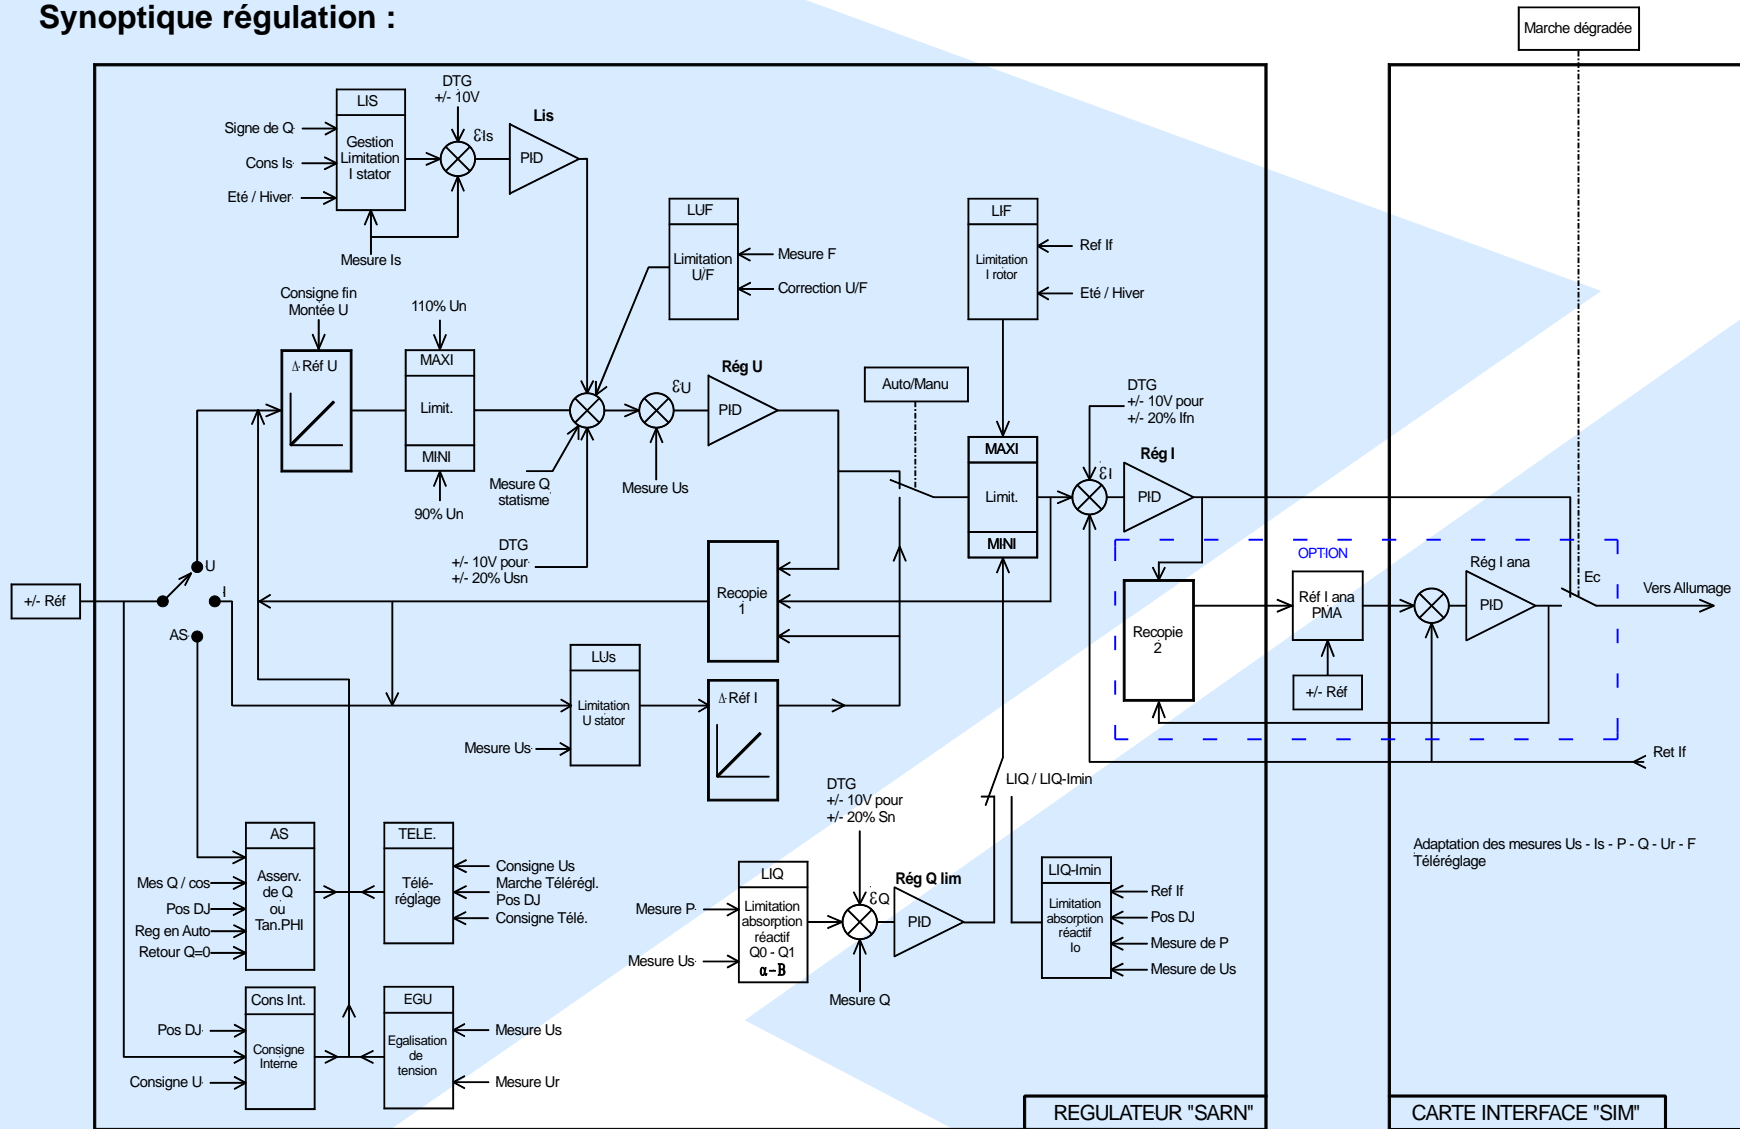 Synoptique régulation :
Marche dégradée
DTG
+/- 10V
LIS
Gestion
Limitation
I stator
Signe de Q
Cons Is
Eté / Hiver
Mesure Is
εIs
Lis
PID
LUF
Limitation
U/F
Mesure F
Correction U/F
LIF
Limitation
I rotor
Ref If
Eté / Hiver
Consigne fin
Montée U
Δ Réf U
110% Un
MAXI
Limit.
MINI
90% Un
Mesure Q
statisme
DTG
+/- 10V pour
+/- 20% Usn
εU
Mesure Us
Rég U
PID
Auto/Manu
MAXI
Limit.
MINI
DTG
+/- 10V pour
+/- 20% Ifn
εI
Rég I
PID
OPTION
Recopie
1
Recopie
2
Réf I ana
PMA
+/- Réf
Rég I ana
PID
Ec
Vers Allumage
Ret If
+/- Réf
U
I
AS
LUs
Limitation
U stator
Mesure Us
Δ Réf I
LIQ / LIQ-Imin
DTG
+/- 10V pour
+/- 20% Sn
AS
Asserv.
de Q
ou
Tan.PHI
Mes Q / cos
Pos DJ
Reg en Auto
Retour Q=0
TELE.
Télé-
réglage
Consigne Us
Marche Télérégl.
Pos DJ
Consigne Télé.
LIQ
Limitation
absorption
réactif
Q0 - Q1
α-B
Mesure P
Mesure Us
εQ
Mesure Q
Rég Q lim
PID
LIQ-Imin
Limitation
absorption
réactif
Io
Ref If
Pos DJ
Mesure de P
Mesure de Us
Adaptation des mesures Us - Is - P - Q - Ur - F
Téléréglage
Cons Int.
Consigne
Interne
Pos DJ
Consigne U
EGU
Egalisation
de
tension
Mesure Us
Mesure Ur
REGULATEUR "SARN"
CARTE INTERFACE "SIM"